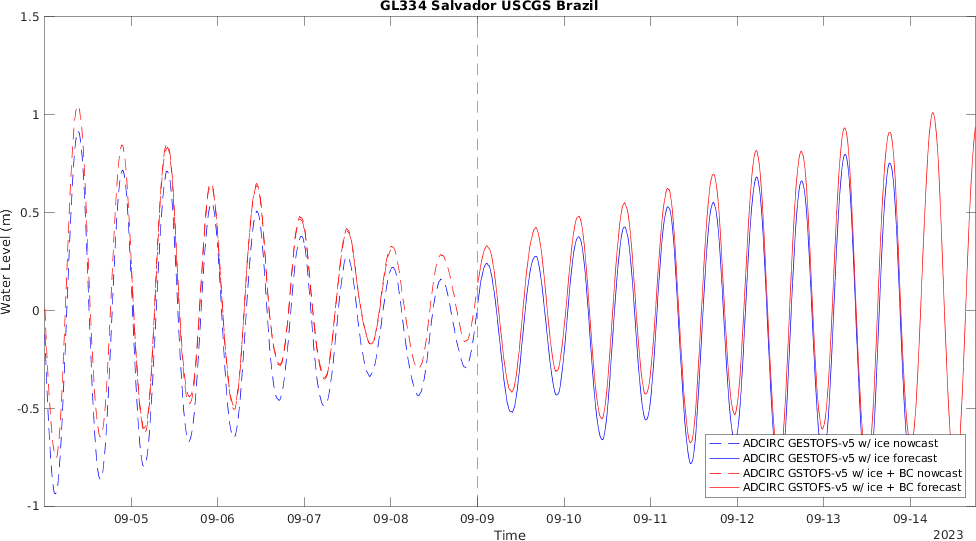 GL334 Salvador USCGS Brazil
1.5
1
0.5
0
-0.5
-1
Water Level (m)
09-05 09-06 09-07 09-08 09-09 09-10 09-11 09-12 09-13 09-14
Time
2023
ADCIRC GESTOFS-v5 w/ ice nowcast
ADCIRC GESTOFS-v5 w/ ice forecast
ADCIRC GSTOFS-v5 w/ ice + BC nowcast
ADCIRC GSTOFS-v5 w/ ice + BC forecast